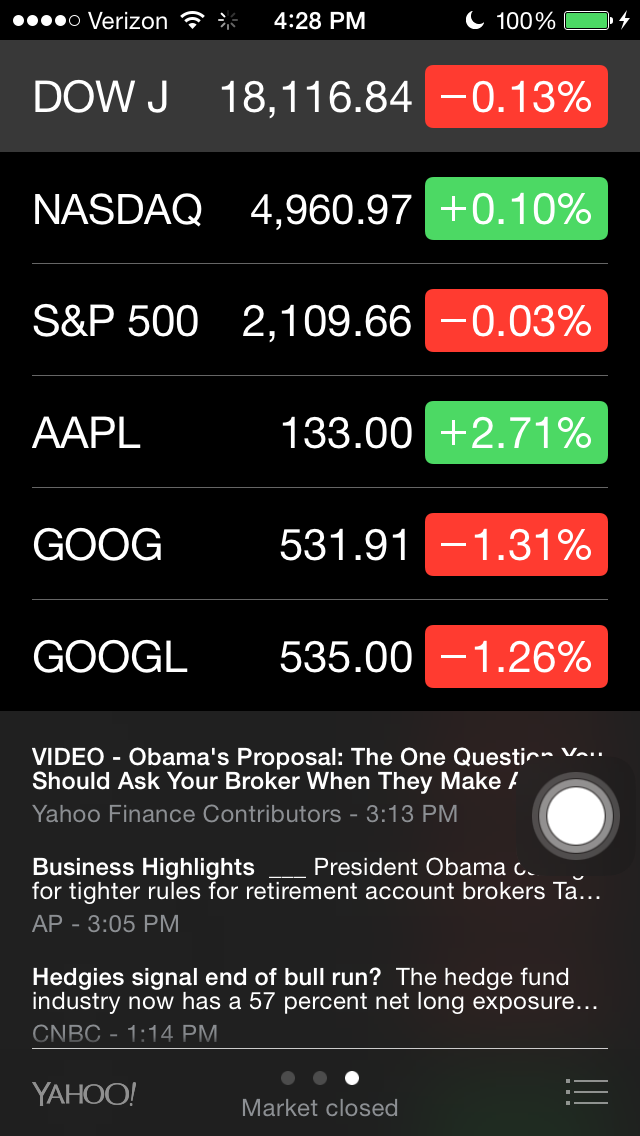 Verizon 4:28 PM 100%
DOW J 18,116.84 −0.13%
NASDAQ 4,960.97 +0.10%
S&P 500 2,109.66 −0.03%
AAPL 133.00 +2.71%
GOOG 531.91 −1.31%
GOOGL 535.00 −1.26%
VIDEO - Obama's Proposal: The One Question You
Should Ask Your Broker When They Make
Yahoo Finance Contributors - 3:13 PM
Business Highlights ___ President Obama
for tighter rules for retirement account brokers Ta...
AP - 3:05 PM
Hedgies signal end of bull run? The hedge fund
industry now has a 57 percent net long exposure...
CNBC - 1:14 PM
YAHOO!
Market closed